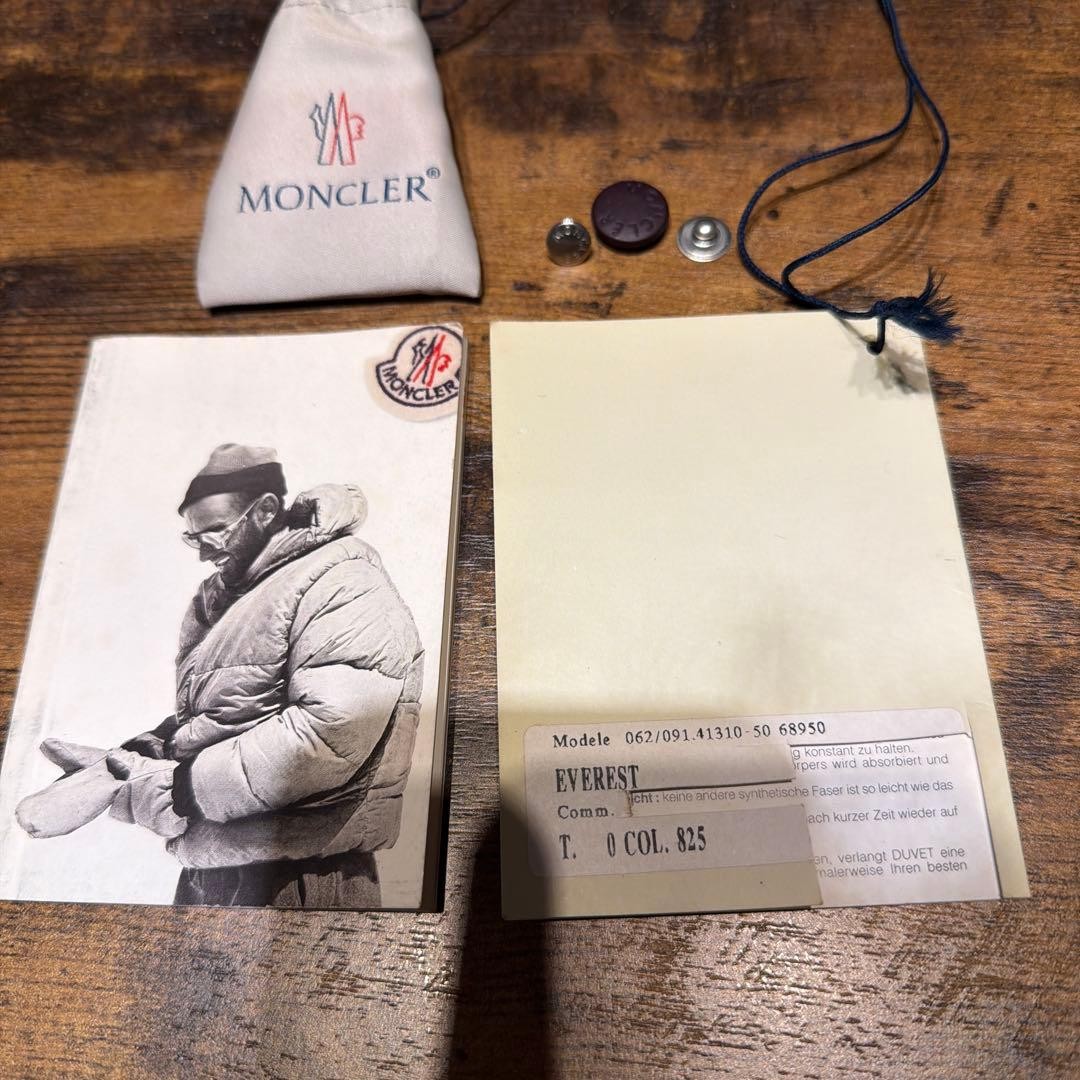 MONCLER®
MONCLER
MONCLER
Modele 062/091.41310-50 68950
EVEREST
Comm.
T. 0 COL. 825
g konstant zu halten.
rpers wird absorbiert und
icht: keine andere synthetische Faser ist so leicht wie das
ach kurzer Zeit wieder auf
en, verlangt DUVET eine
malerweise Ihren besten